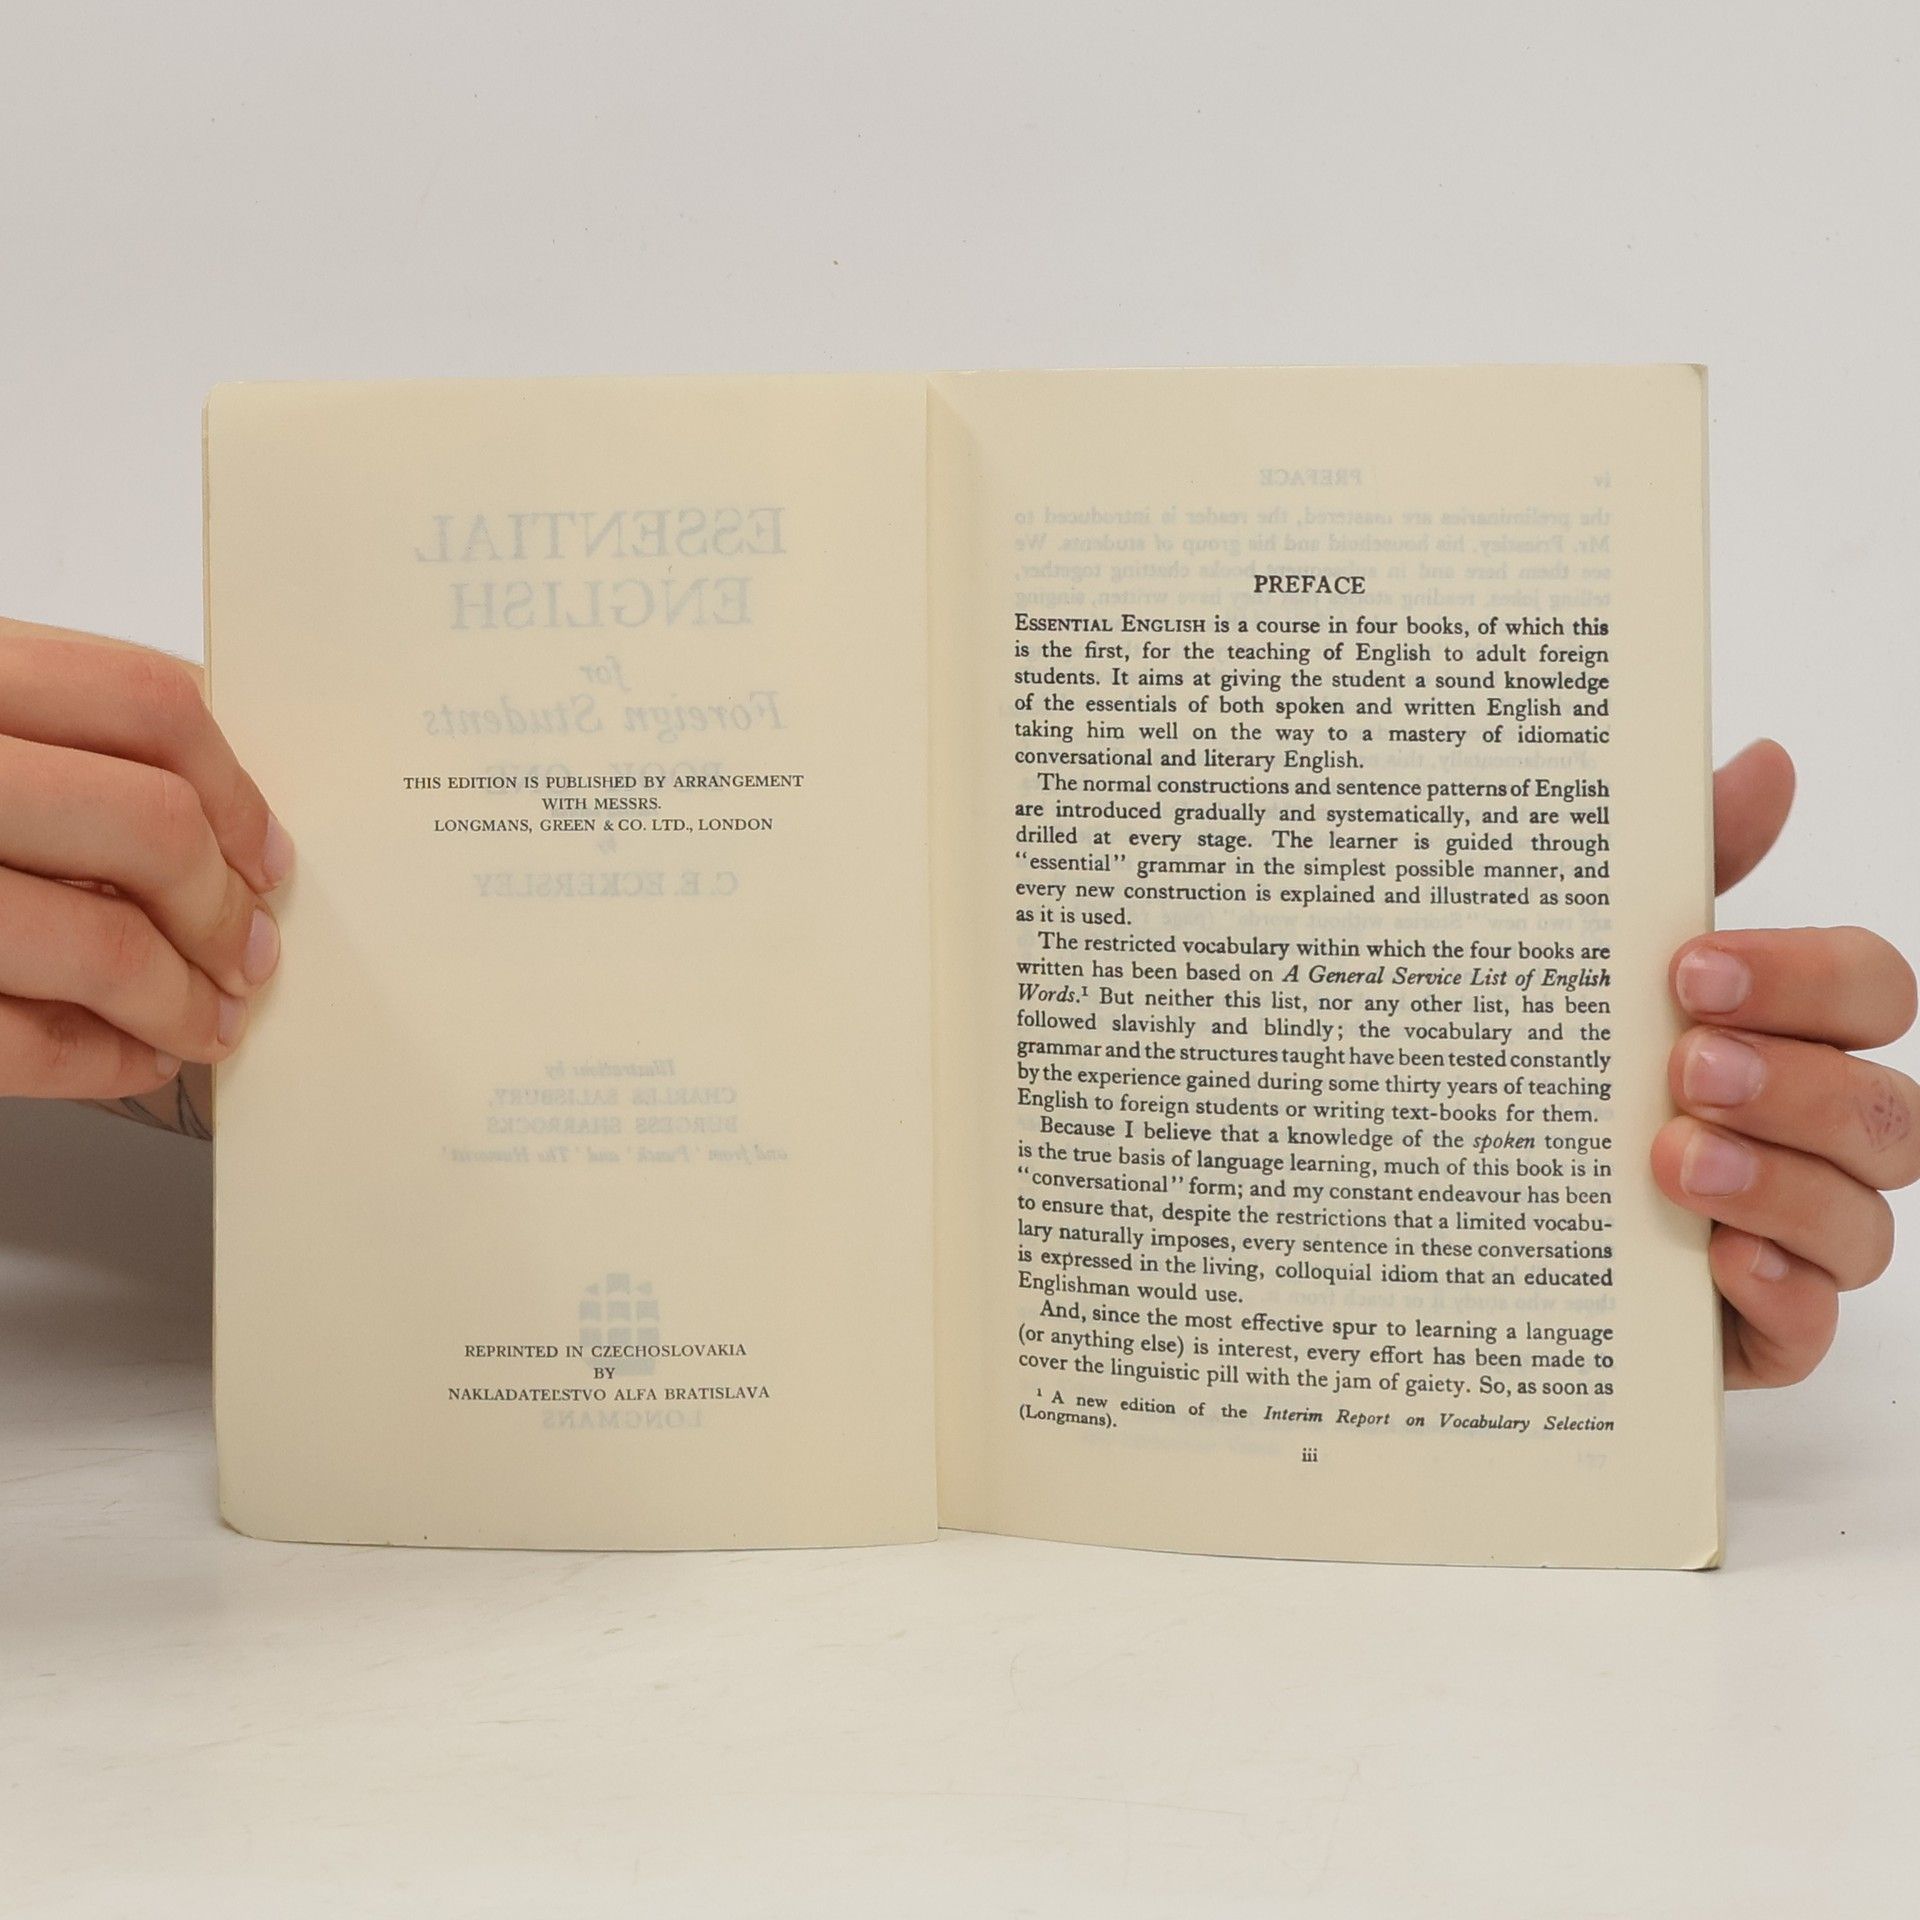 THIS EDITION IS PUBLISHED BY ARRANGEMENT
WITH MESSRS.
LONGMANS, GREEN & CO. LTD., LONDON
REPRINTED IN CZECHOSLOVAKIA
BY
NAKLADATEĽSTVO ALFA BRATISLAVA
PREFACE
ESSENTIAL ENGLISH is a course in four books, of which this
is the first, for the teaching of English to adult foreign
students. It aims at giving the student a sound knowledge
of the essentials of both spoken and written English and
taking him well on the way to a mastery of idiomatic
conversational and literary English.
The normal constructions and sentence patterns of English
are introduced gradually and systematically, and are well
drilled at every stage. The learner is guided through
“essential” grammar in the simplest possible manner, and
every new construction is explained and illustrated as soon
as it is used.
The restricted vocabulary within which the four books are
written has been based on A General Service List of English
Words.¹ But neither this list, nor any other list, has been
followed slavishly and blindly; the vocabulary and the
grammar and the structures taught have been tested constantly
by the experience gained during some thirty years of teaching
English to foreign students or writing text-books for them.
Because I believe that a knowledge of the spoken tongue
is the true basis of language learning, much of this book is in
“conversational” form; and my constant endeavour has been
to ensure that, despite the restrictions that a limited vocabu-
lary naturally imposes, every sentence in these conversations
is expressed in the living, colloquial idiom that an educated
Englishman would use.
And, since the most effective spur to learning a language
(or anything else) is interest, every effort has been made to
cover the linguistic pill with the jam of gaiety. So, as soon as
¹ A new edition of the Interim Report on Vocabulary Selection
(Longmans).
iii